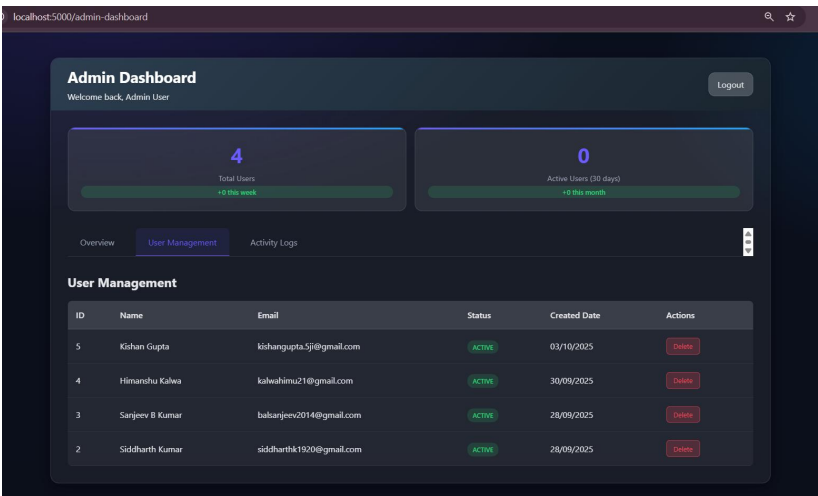 localhost:5000/admin-dashboard
Admin Dashboard
Welcome back, Admin User
Logout
4
Total Users
+0 this week
0
Active Users (30 days)
+0 this month
Overview User Management Activity Logs
User Management
ID Name Email Status Created Date Actions
5 Kishan Gupta kishangupta.5ji@gmail.com ACTIVE 03/10/2025 Delete
4 Himanshu Kalwa kalwahimu21@gmail.com ACTIVE 30/09/2025 Delete
3 Sanjeev B Kumar balsanjeev2014@gmail.com ACTIVE 28/09/2025 Delete
2 Siddharth Kumar siddharthk1920@gmail.com ACTIVE 28/09/2025 Delete